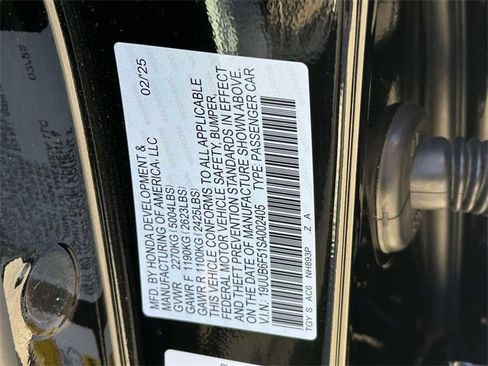 MFD. BY HONDA DEVELOPMENT &
MANUFACTURING OF AMERICA, LLC 02/25
GVWR 2270KG(5004LBS)
GAWR F 1190KG(2623LBS)
GAWR R 1100KG(2425LBS)
THIS VEHICLE CONFORMS TO ALL APPLICABLE
FEDERAL MOTOR VEHICLE SAFETY, BUMPER,
AND THEFT PREVENTION STANDARDS IN EFFECT
ON THE DATE OF MANUFACTURE SHOWN ABOVE.
V.I.N.: 19UUB6F51SA002405 TYPE PASSENGER CAR
TGY S AC6 NH893P Z A